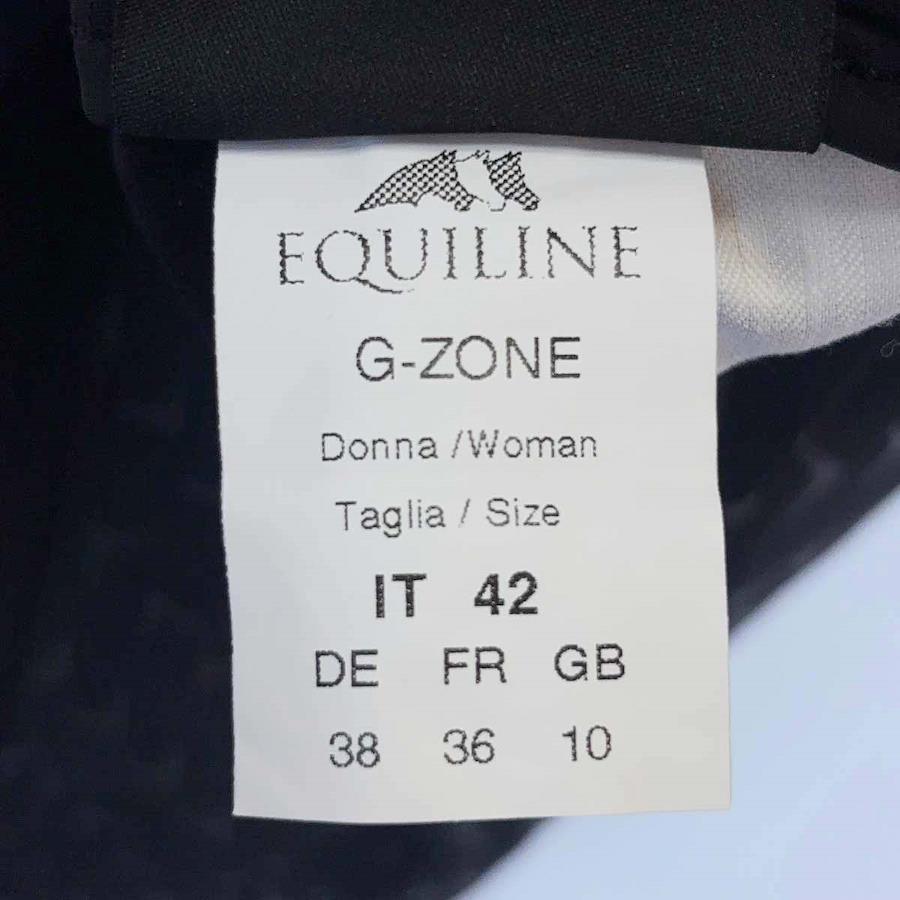 EQUILINE
G-ZONE
Donna /Woman
Taglia / Size
IT 42
DE FR GB
38 36 10